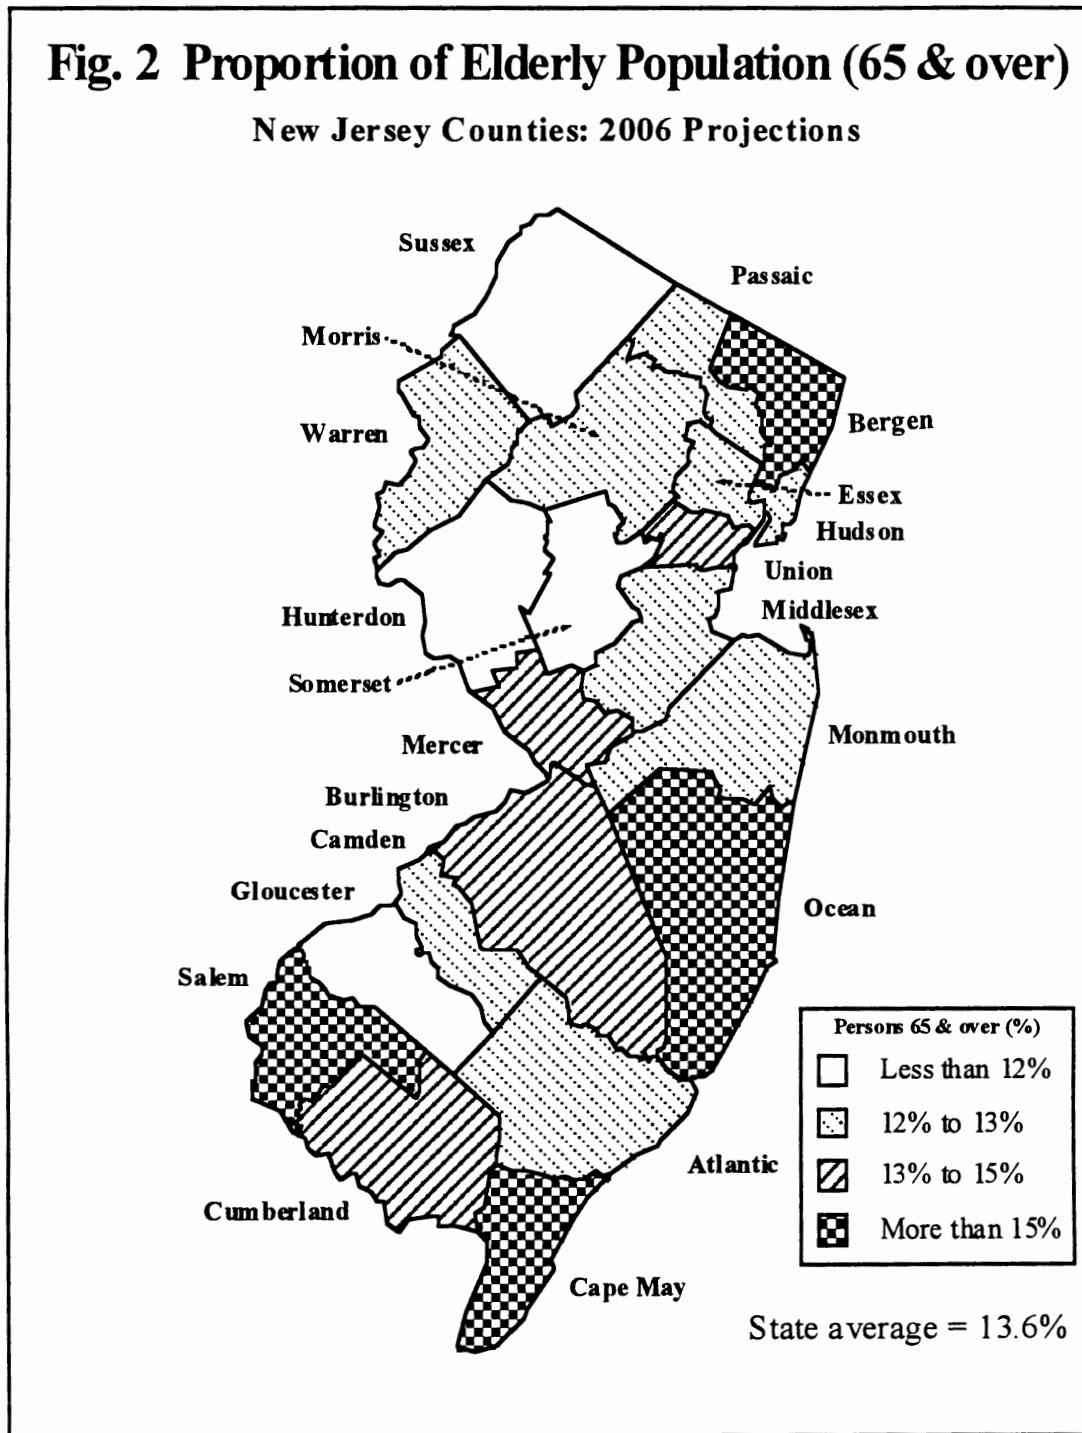 Fig. 2 Proportion of Elderly Population (65 & over)
New Jersey Counties: 2006 Projections
Sussex
Passaic
Morris
Warren
Bergen
Essex
Hudson
Union
Middlesex
Hunterdon
Somerset
Mercer
Monmouth
Burlington
Camden
Gloucester
Ocean
Salem
Persons 65 & over (%)
Less than 12%
12% to 13%
13% to 15%
More than 15%
Atlantic
Cumberland
Cape May
State average = 13.6%